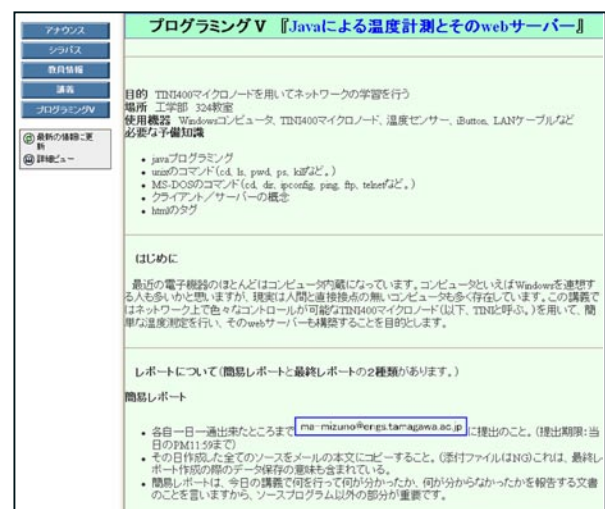 アナウンス
シラバス
教員情報
講義
プログラミングV
最新の情報に更
新
詳細ビュー
プログラミング V 『Javaによる温度計測とそのwebサーバー』
目的 TINI400マイクロノードを用いてネットワークの学習を行う
場所 工学部 324教室
使用機器 Windowsコンピュータ, TINI400マイクロノード、温度センサー, iButton, LANケーブルなど
必要な予備知識
• javaプログラミング
• unixのコマンド(cd, ls, pwd, ps, killなど。)
• MS-DOSのコマンド(cd, dir, ipconfig, ping, ftp, telnetなど。)
• クライアント/サーバーの概念
• htmlのタグ
はじめに
最近の電子機器のほとんどはコンピュータ内蔵になっています。コンピュータといえばWindowsを連想す
る人も多いかと思いますが、現実は人間と直接接点の無いコンピュータも多く存在しています。この講義で
はネットワーク上で色々なコントロールが可能なTINI400マイクロノード(以下、TINIと呼ぶ。)を用いて、簡
単な温度測定を行い、そのwebサーバーも構築することを目的とします。
レポートについて(簡易レポートと最終レポートの2種類があります。)
簡易レポート
• 各自一日一通出来たところまで ma-mizuno@engs.tamagawa.ac.jp に提出のこと。(提出期限:当
日のPM11:59まで)
• その日作成した全てのソースをメールの本文にコピーすること。(添付ファイルはNG)これは、最終レ
ポート作成の際のデータ保存の意味も含まれている。
• 簡易レポートは、今日の講義で何を行って何が分かったか、何が分からなかったかを報告する文書
のことを言いますから、ソースプログラム以外の部分が重要です。